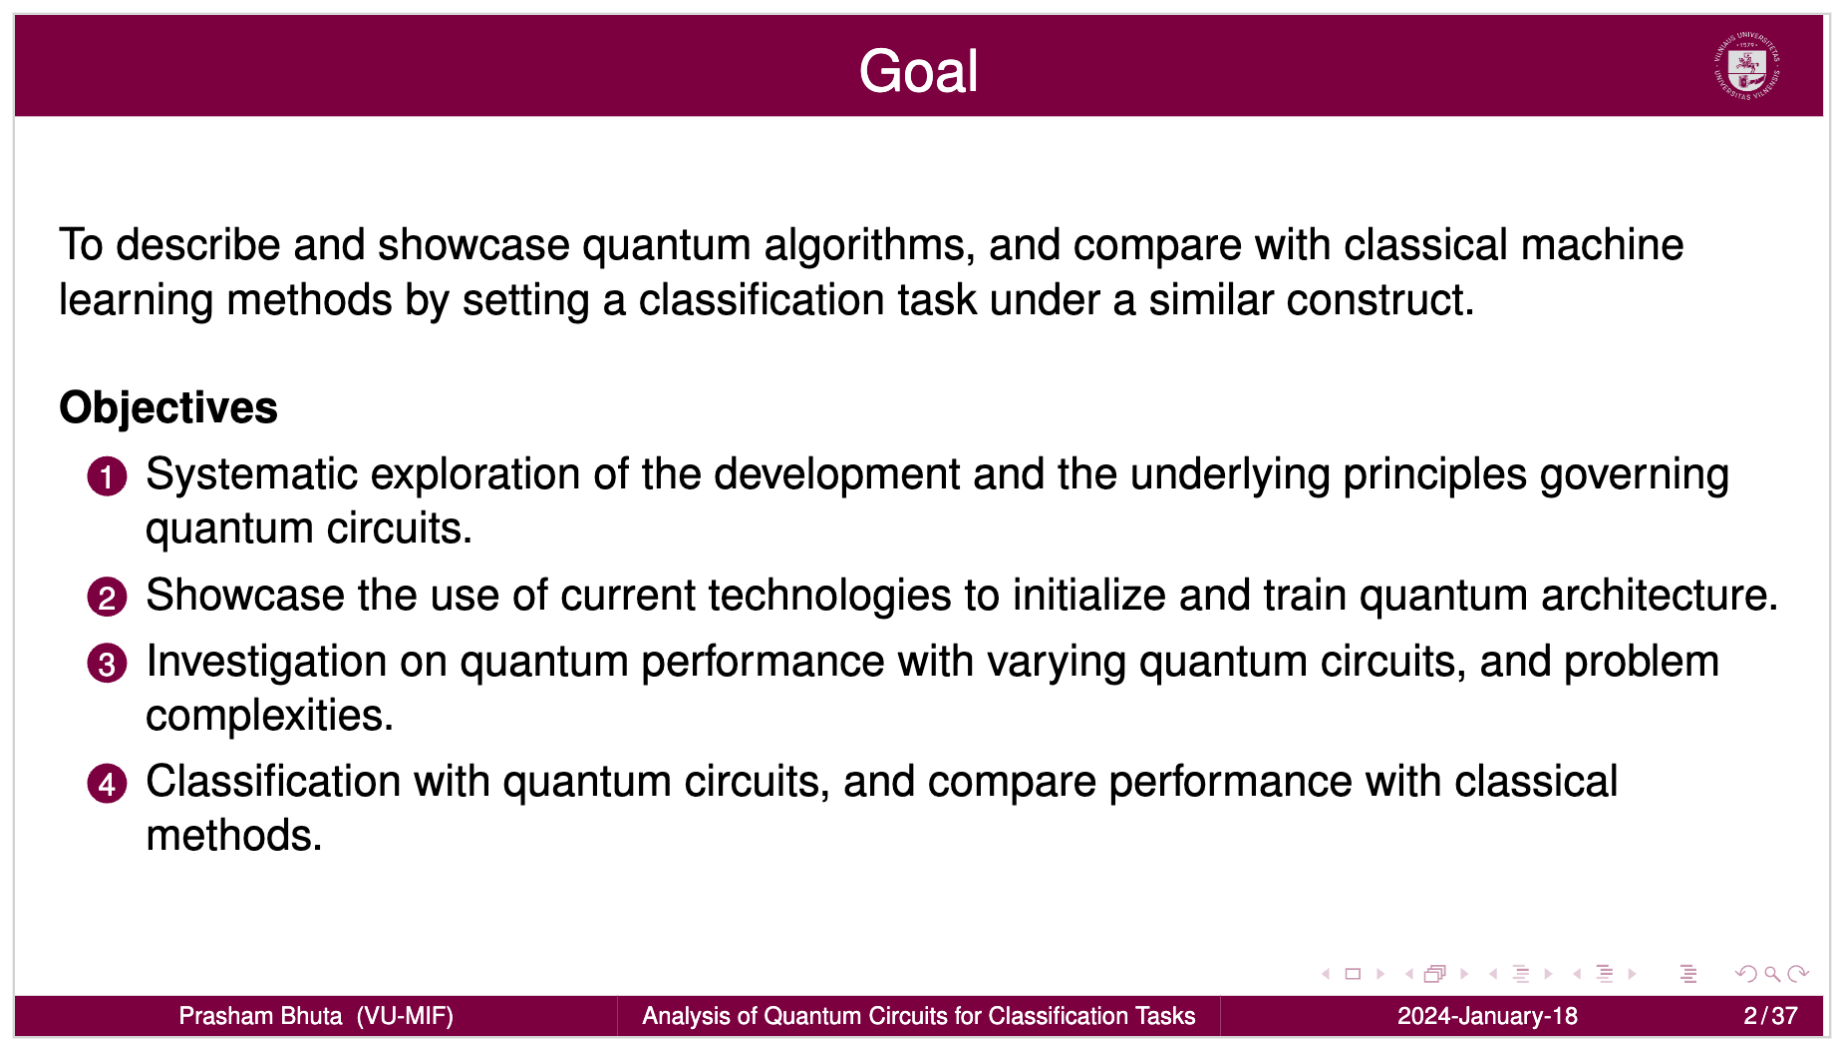 Goal
VILNIAUS UNIVERSITETAS
1579
UNIVERSITAS VILNENSIS
To describe and showcase quantum algorithms, and compare with classical machine
learning methods by setting a classification task under a similar construct.
Objectives
1 Systematic exploration of the development and the underlying principles governing
quantum circuits.
2 Showcase the use of current technologies to initialize and train quantum architecture.
3 Investigation on quantum performance with varying quantum circuits, and problem
complexities.
4 Classification with quantum circuits, and compare performance with classical
methods.
Prasham Bhuta (VU-MIF) Analysis of Quantum Circuits for Classification Tasks 2024-January-18 2/37